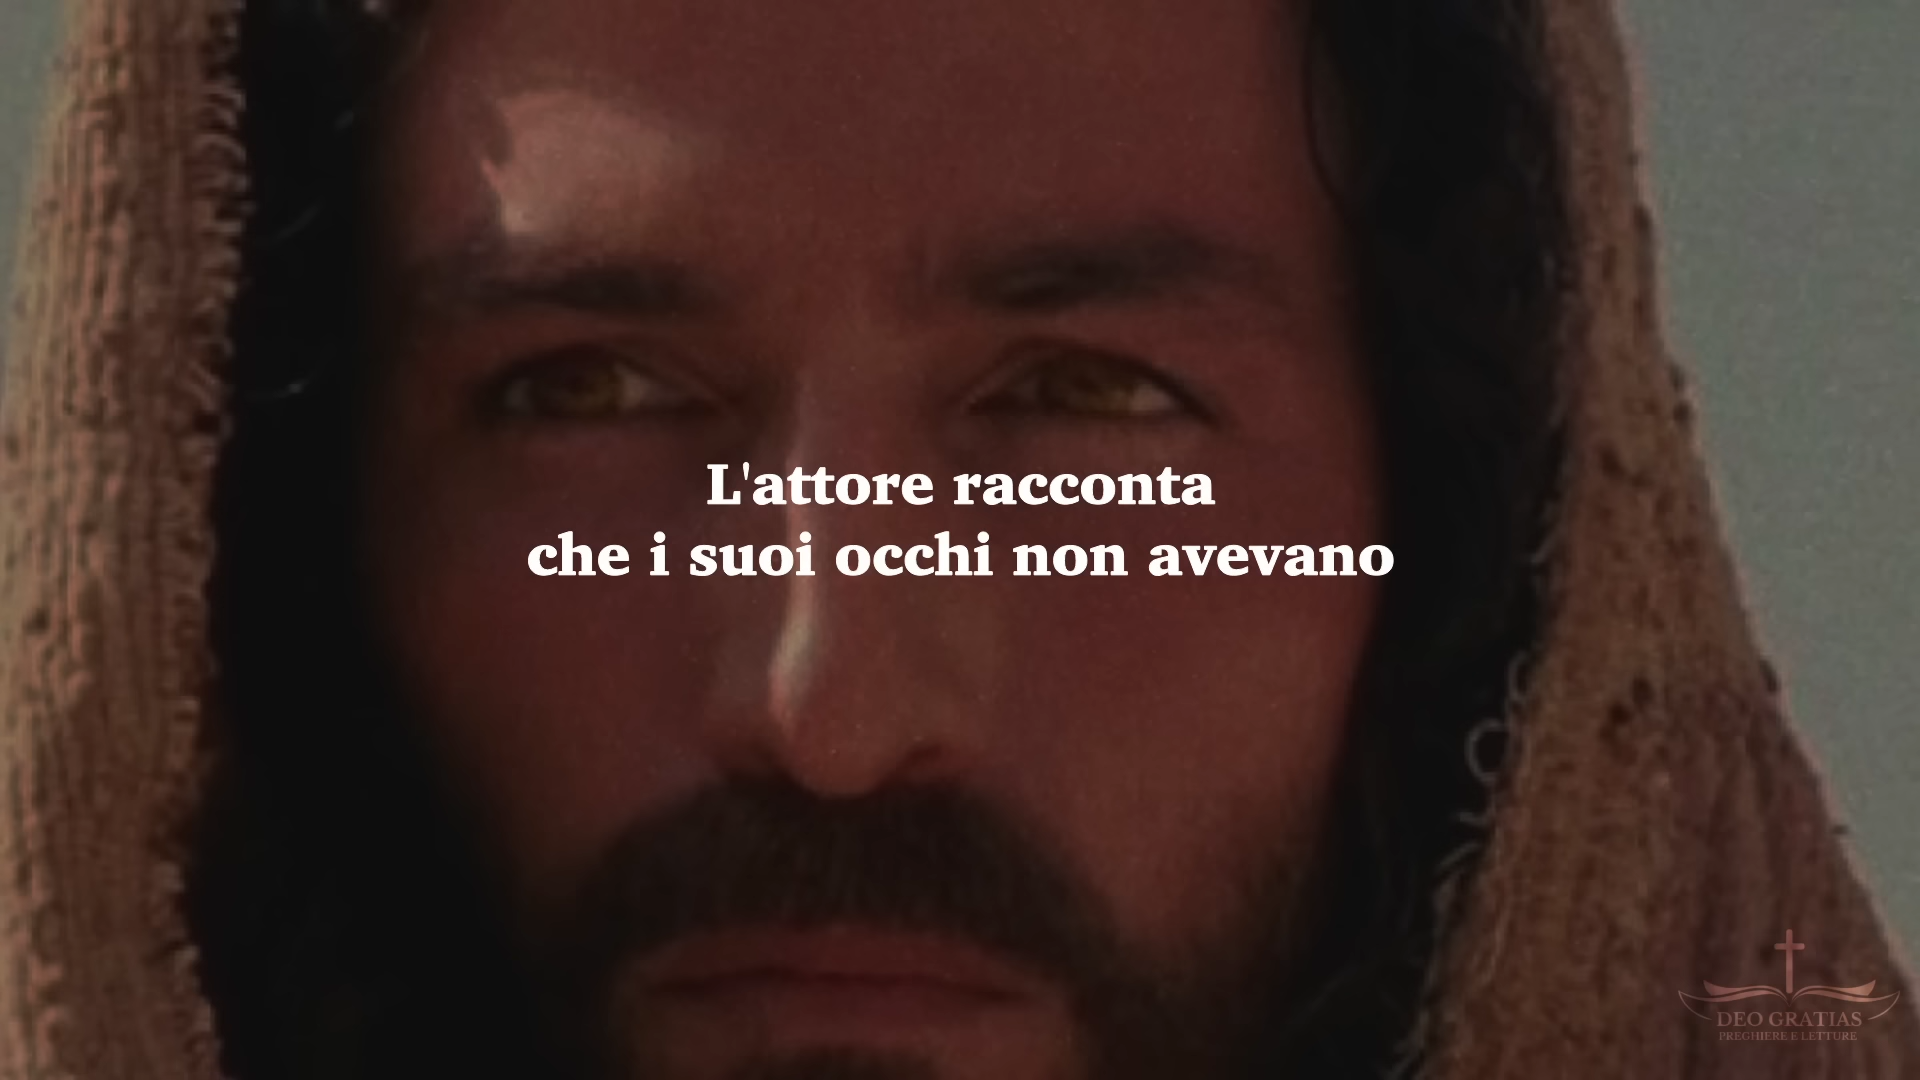 L'attore racconta
che i suoi occhi non avevano
DEO GRATIAS
PREGHIERE E LETTURE